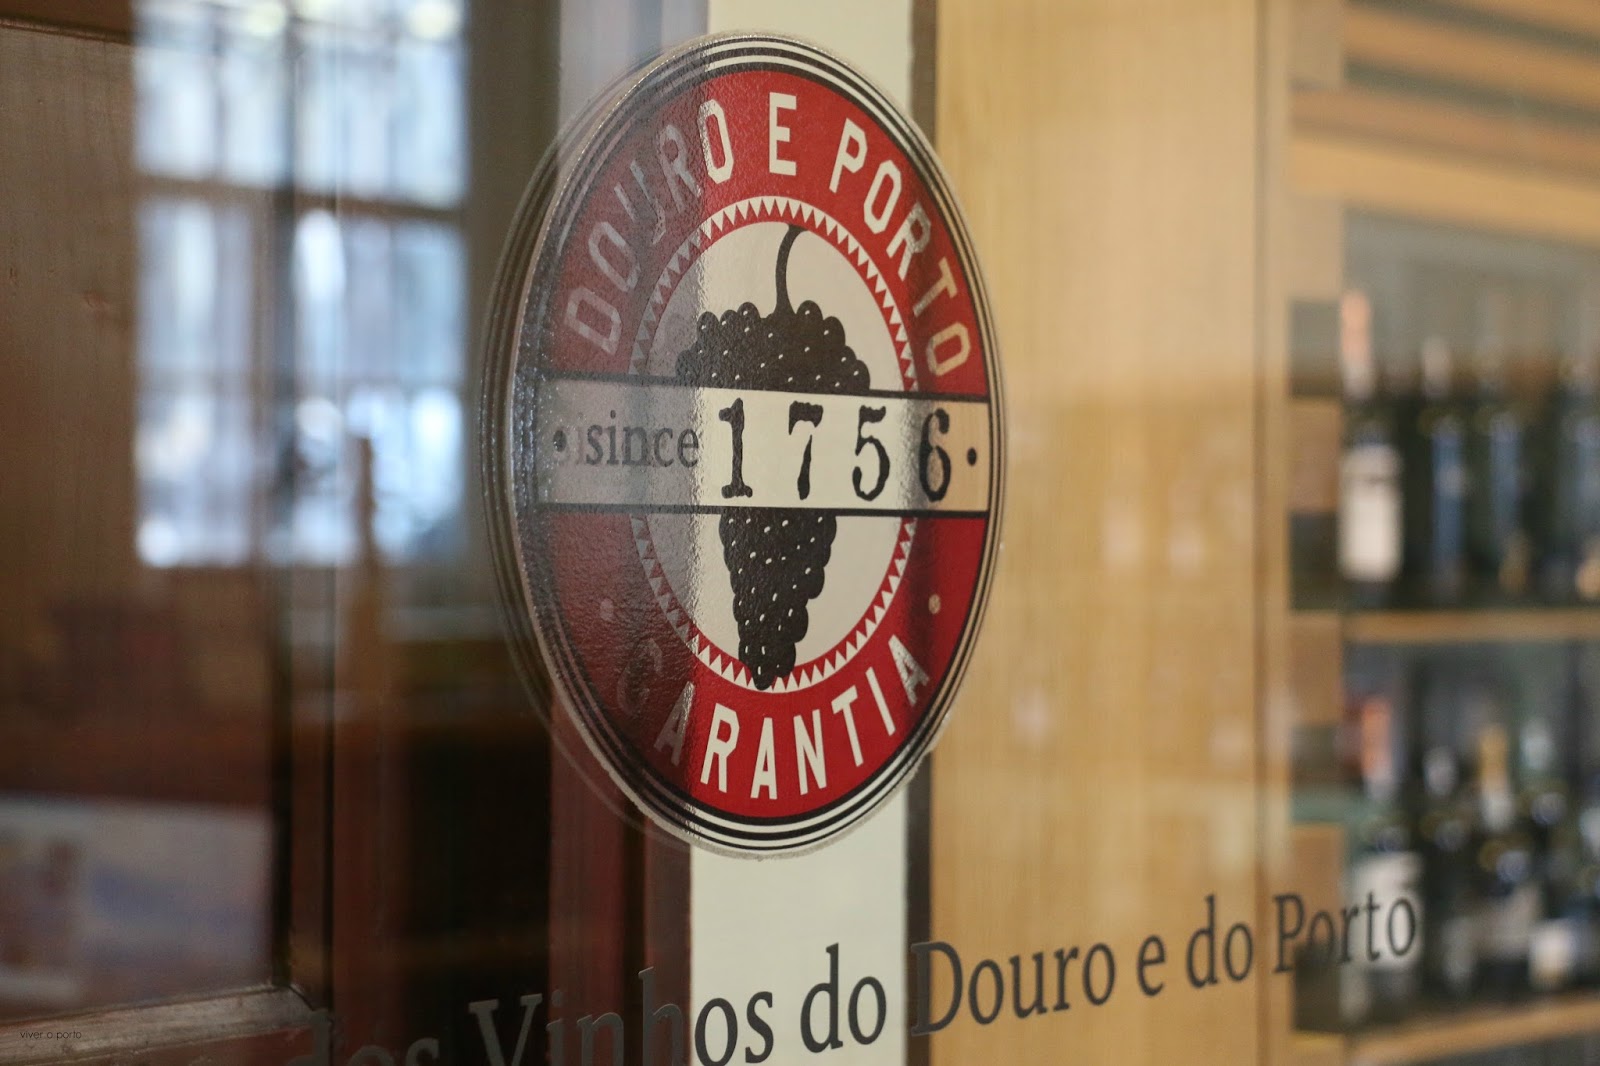 DOURO E PORTO
· since 1756 ·
· GARANTIA ·
dos Vinhos do Douro e do Porto
viver o porto